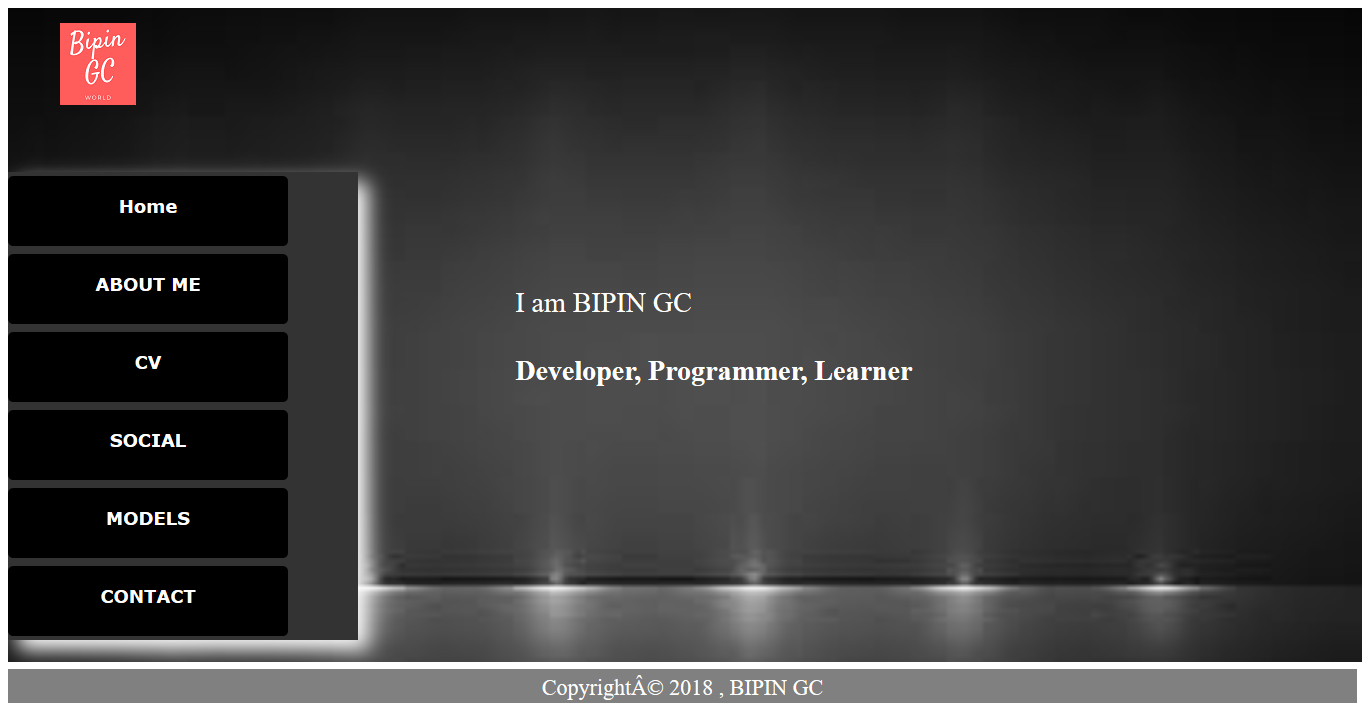 Bipin
GC
WORLD
Home
ABOUT ME
CV
SOCIAL
MODELS
CONTACT
I am BIPIN GC
Developer, Programmer, Learner
CopyrightÂ© 2018 , BIPIN GC